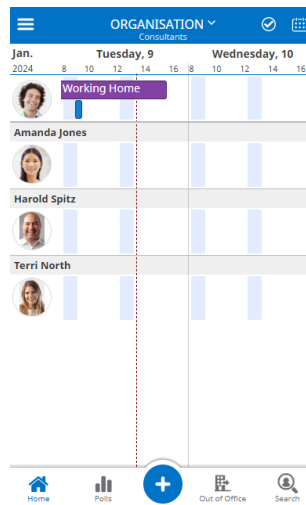 ORGANISATION
Consultants
Jan. Tuesday, 9 Wednesday, 10
2024 8 10 12 14 16 8 10 12 14 16
Working Home
Amanda Jones
Harold Spitz
Terri North
Home Polls + Out of Office Search